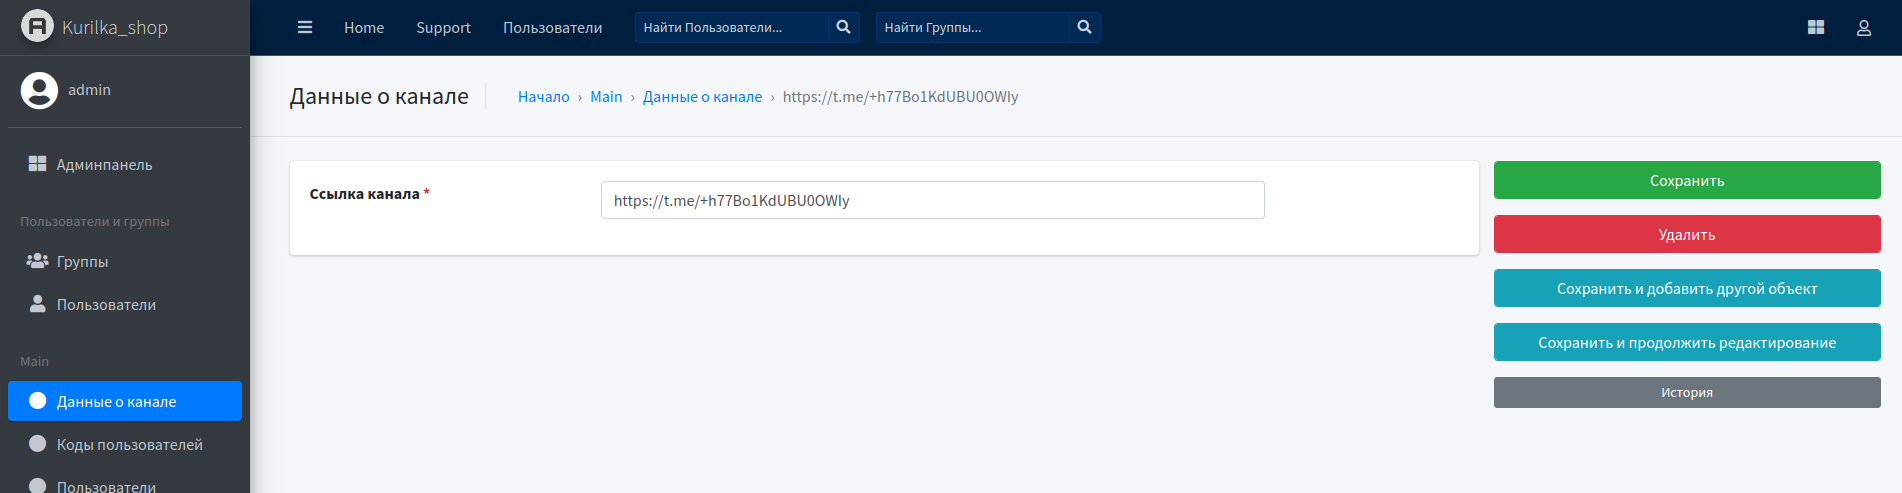 Kurilka_shop
Home
Support
Пользователи
Найти Пользователи...
Найти Группы...
admin
Данные о канале
Начало › Main › Данные о канале › https://t.me/+h77Bo1KdUBU0OWIy
Админпанель
Пользователи и группы
Группы
Пользователи
Main
Данные о канале
Коды пользователей
Пользователи
Ссылка канала *
https://t.me/+h77Bo1KdUBU0OWIy
Сохранить
Удалить
Сохранить и добавить другой объект
Сохранить и продолжить редактирование
История